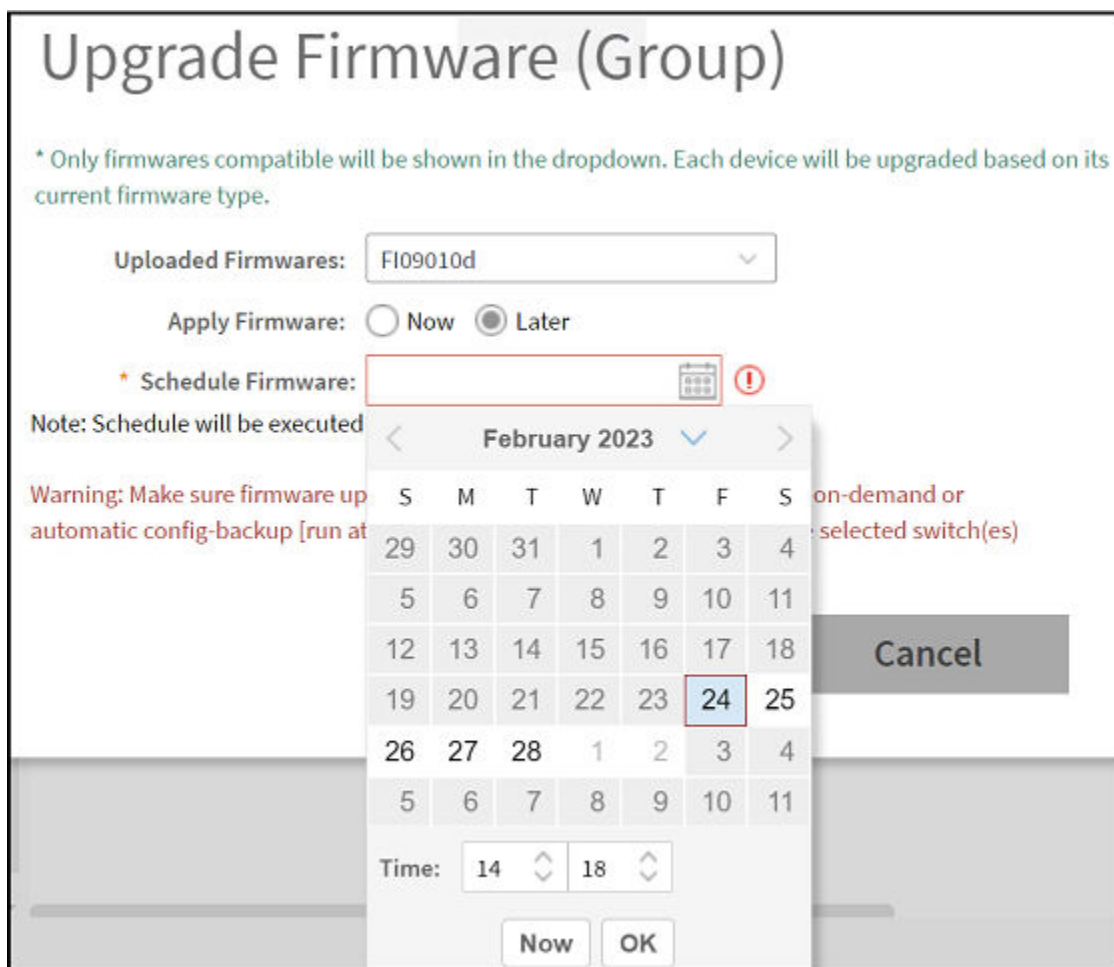 Upgrade Firmware (Group)
* Only firmwares compatible will be shown in the dropdown. Each device will be upgraded based on its
current firmware type.
Uploaded Firmwares: FI09010d
Apply Firmware: Now Later
* Schedule Firmware:
Note: Schedule will be executed
February 2023
Warning: Make sure firmware up on-demand or
automatic config-backup [run at selected switch(es)
S M T W T F S
29 30 31 1 2 3 4
5 6 7 8 9 10 11
12 13 14 15 16 17 18
19 20 21 22 23 24 25
26 27 28 1 2 3 4
5 6 7 8 9 10 11
Cancel
Time: 14 18
Now OK